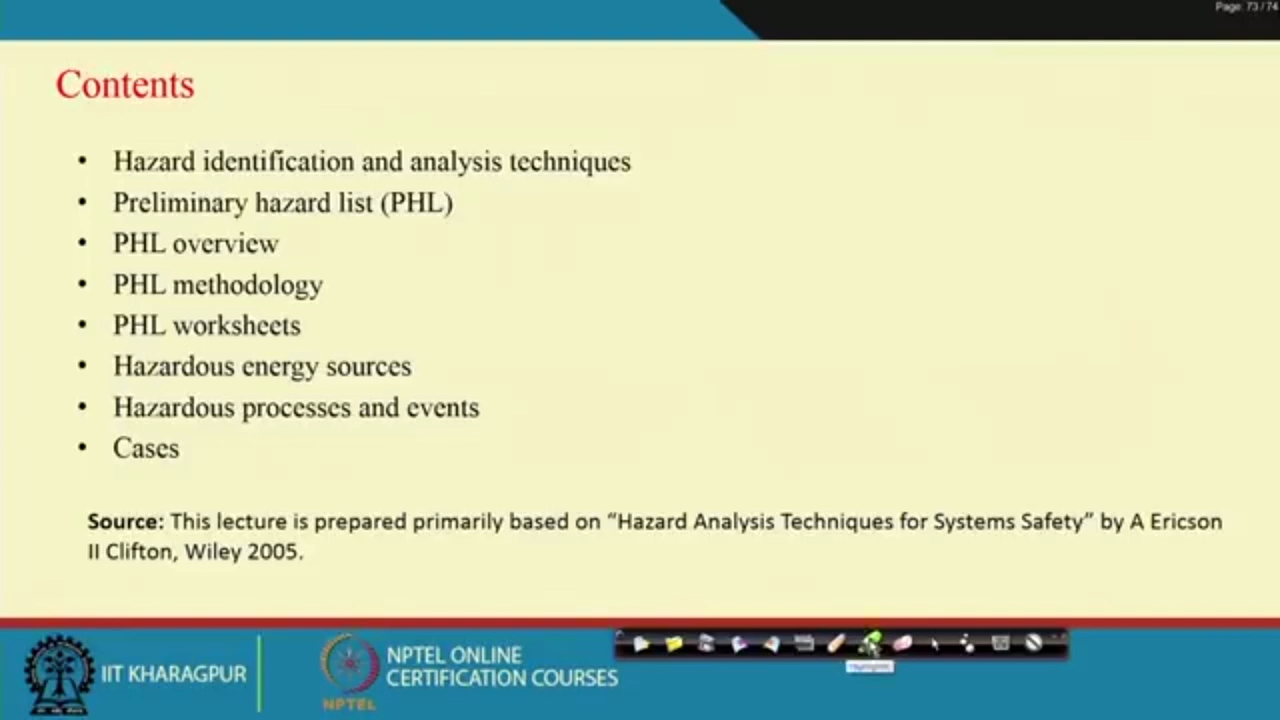 Page: 73 / 74
Contents
• Hazard identification and analysis techniques
• Preliminary hazard list (PHL)
• PHL overview
• PHL methodology
• PHL worksheets
• Hazardous energy sources
• Hazardous processes and events
• Cases
Source: This lecture is prepared primarily based on “Hazard Analysis Techniques for Systems Safety” by A Ericson
II Clifton, Wiley 2005.
IIT KHARAGPUR
NPTEL
NPTEL ONLINE
CERTIFICATION COURSES